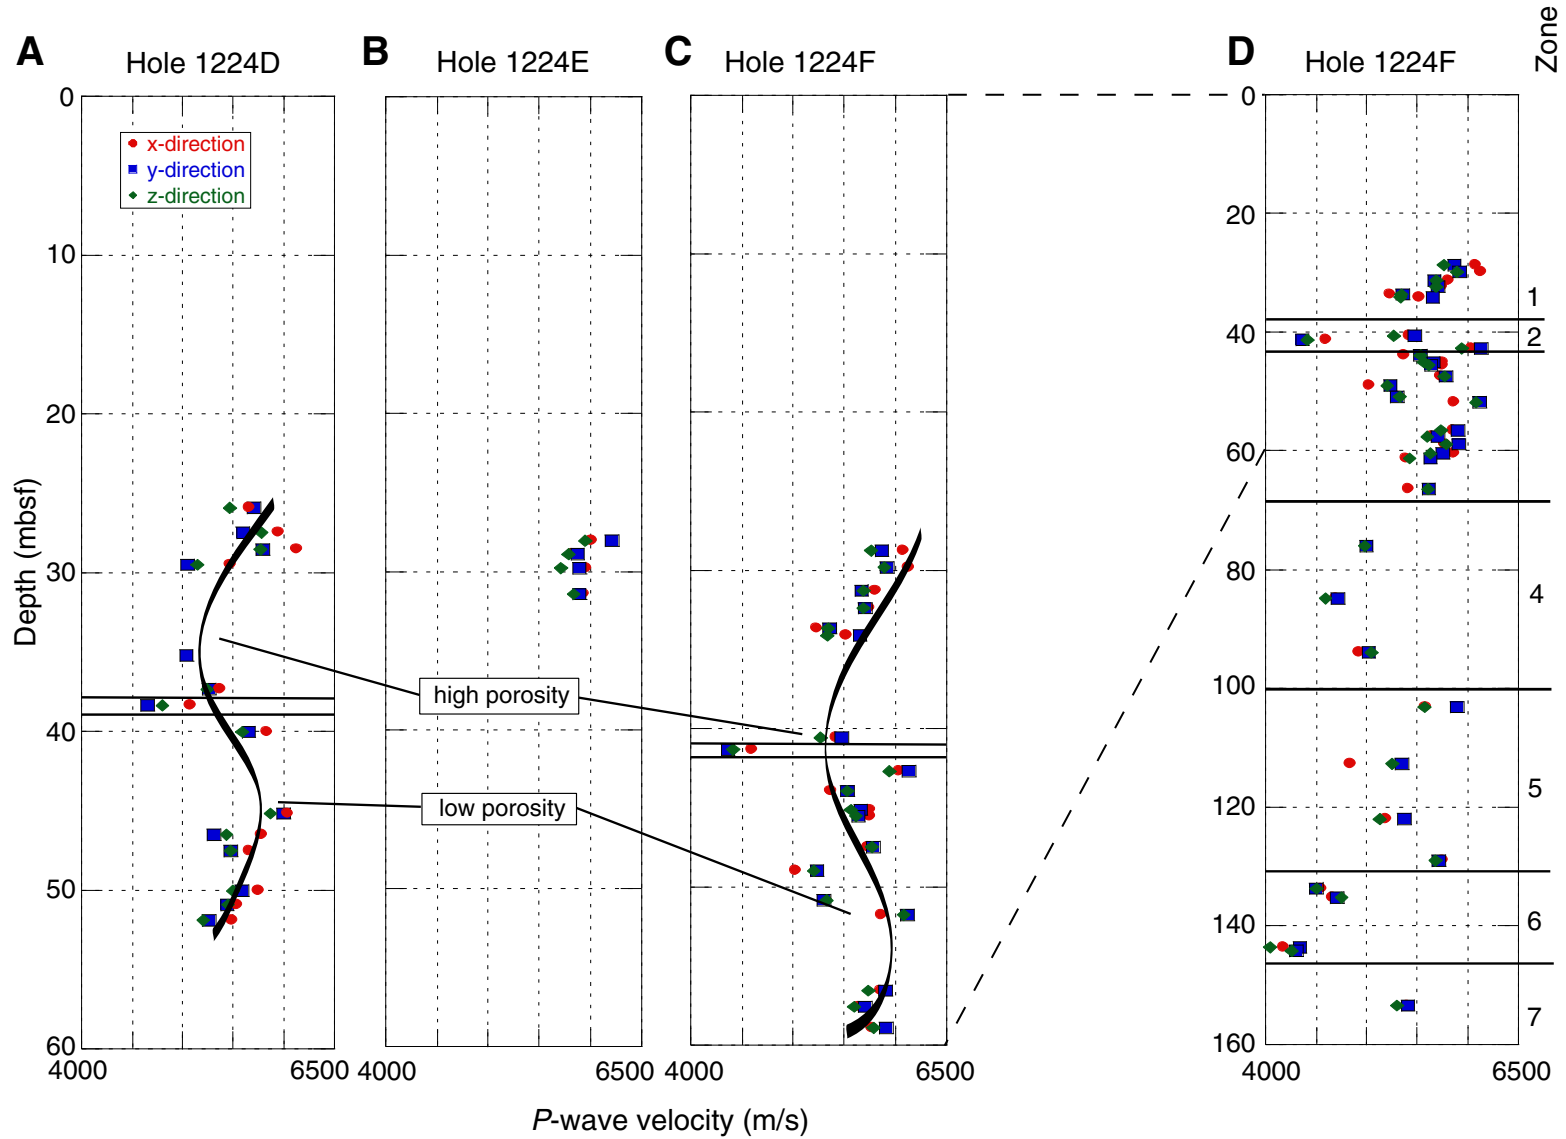 A
Hole 1224D
B
Hole 1224E
C
Hole 1224F
D
Hole 1224F
Zone
x-direction
y-direction
z-direction
0
10
20
30
40
50
60
Depth (mbsf)
4000
6500
4000
6500
4000
6500
high porosity
low porosity
P-wave velocity (m/s)
0
20
40
60
80
100
120
140
160
4000
6500
1
2
4
5
6
7